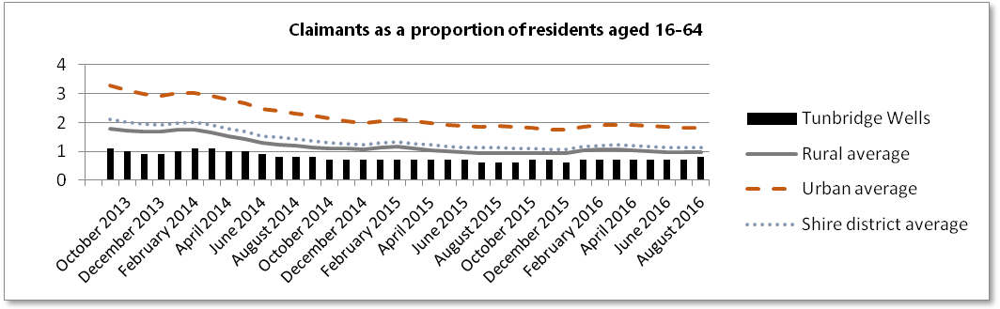 Claimants as a proportion of residents aged 16-64
4
3
2
1
0
October 2013
December 2013
February 2014
April 2014
June 2014
August 2014
October 2014
December 2014
February 2015
April 2015
June 2015
August 2015
October 2015
December 2015
February 2016
April 2016
June 2016
August 2016
Tunbridge Wells
Rural average
Urban average
Shire district average